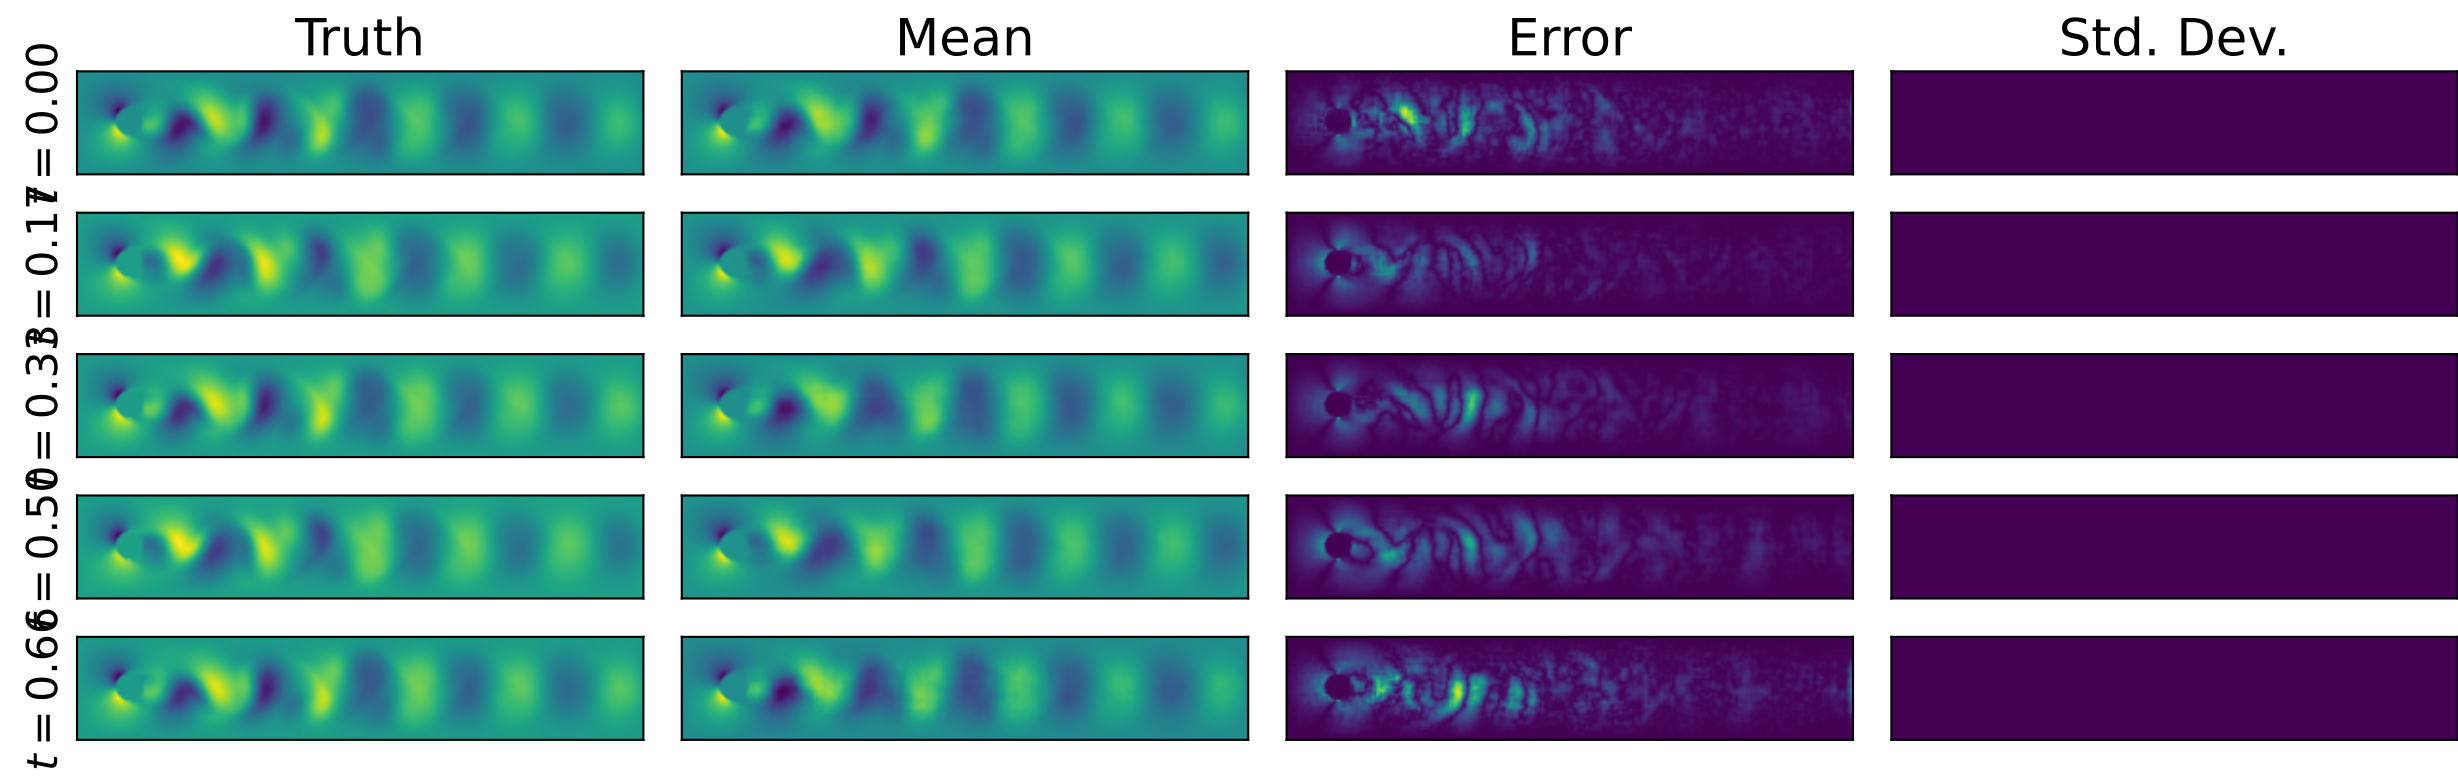 Truth Mean Error Std. Dev.
t = 0.00
t = 0.17
t = 0.33
t = 0.50
t = 0.66